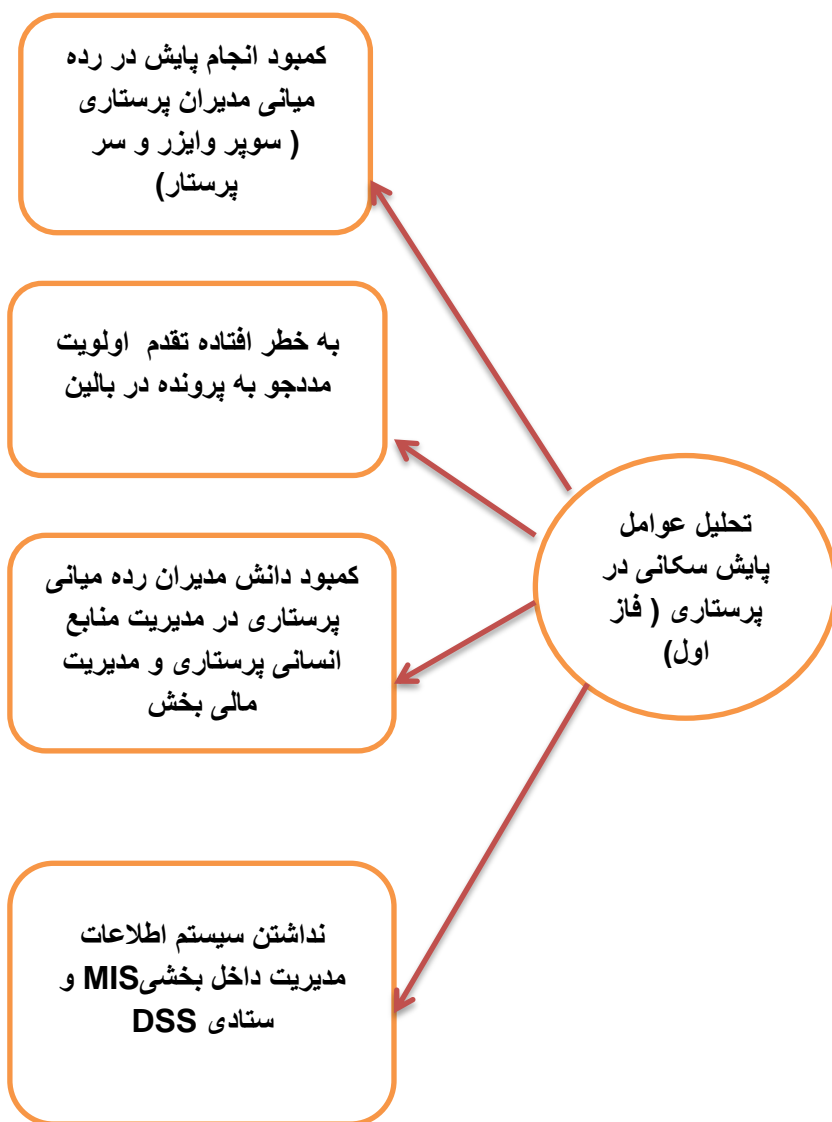 کمبود انجام پایش در رده
میانی مدیران پرستاری
( سوپر وایزر و سر
پرستار)
به خطر افتاده تقدم اولویت
مددجو به پرونده در بالین
کمبود دانش مدیران رده میانی
پرستاری در مدیریت منابع
انسانی پرستاری و مدیریت
مالی بخش
نداشتن سیستم اطلاعات
مدیریت داخل بخشیMIS و
ستادی DSS
تحلیل عوامل
پایش سکانی در
پرستاری ( فاز
اول)